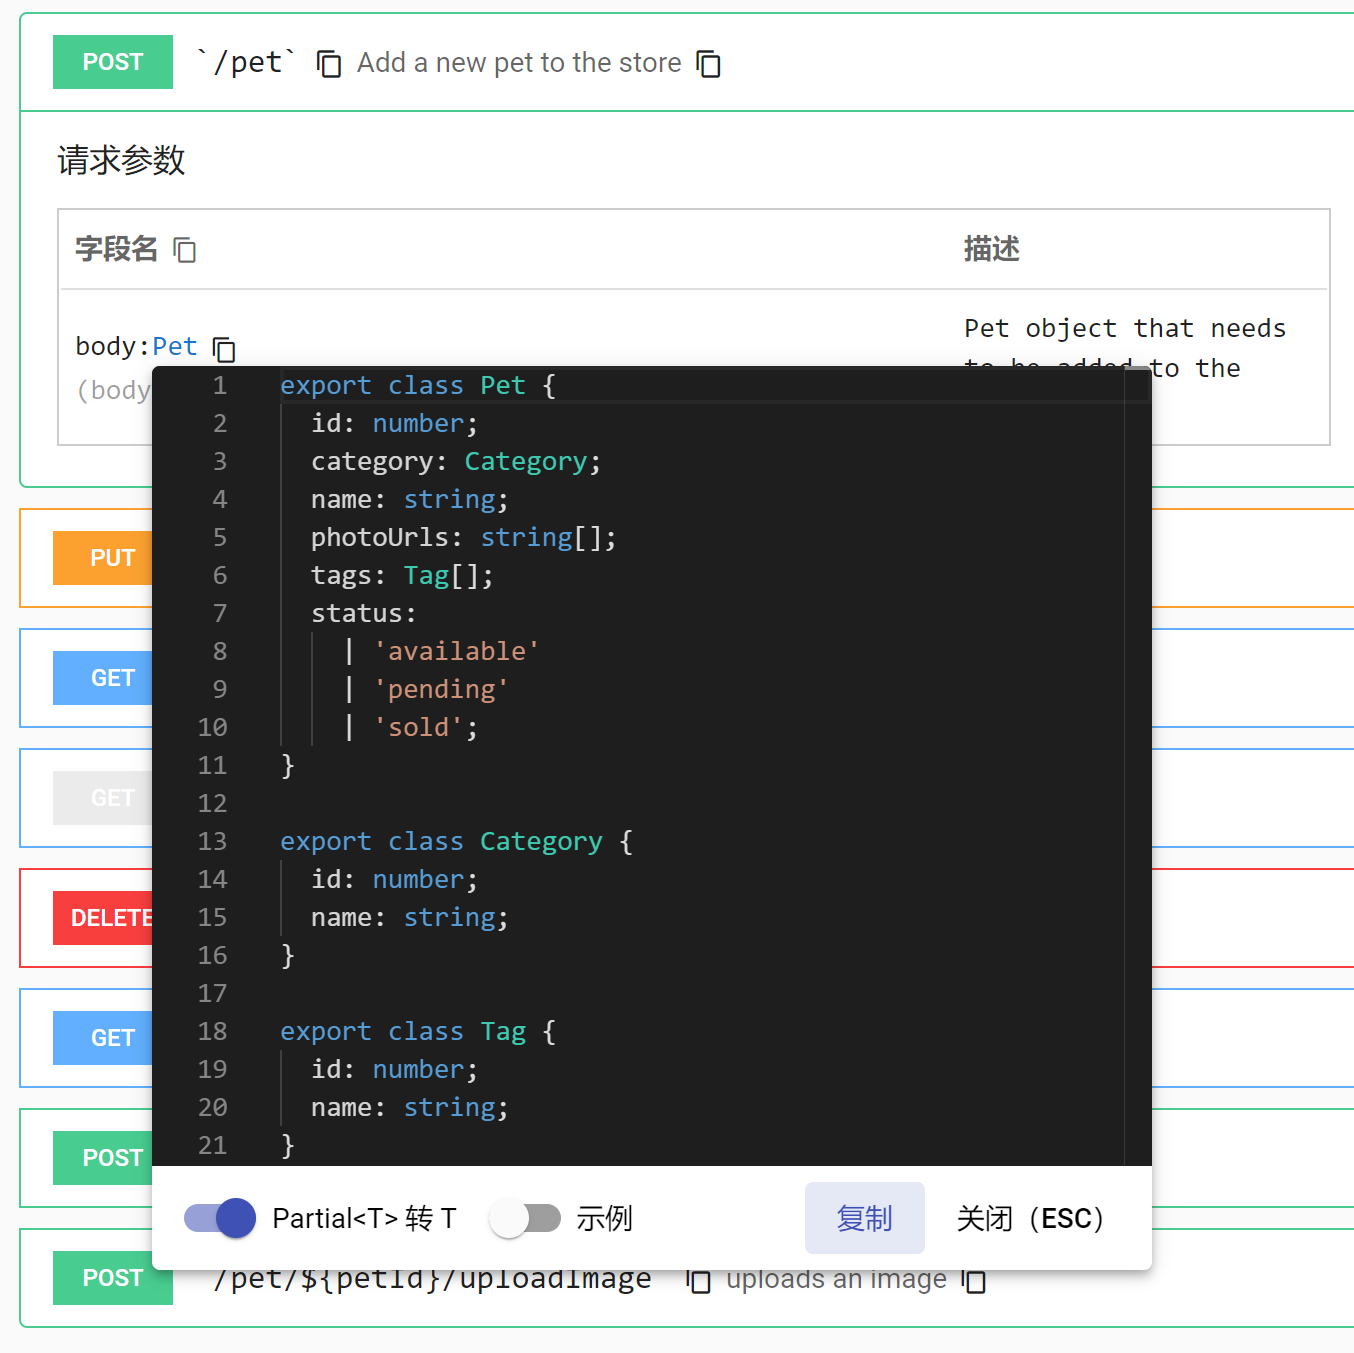 POST `/pet` Add a new pet to the store
请求参数
字段名 描述
body:Pet Pet object that needs
(body to be added to the
1 export class Pet {
2 id: number;
3 category: Category;
4 name: string;
5 photoUrls: string[];
6 tags: Tag[];
7 status:
8 | 'available'
9 | 'pending'
10 | 'sold';
11 }
12
13 export class Category {
14 id: number;
15 name: string;
16 }
17
18 export class Tag {
19 id: number;
20 name: string;
21 }
PUT
GET
GET
DELETE
GET
POST
Partial<T> 转 T 示例 复制 关闭（ESC）
POST /pet/${petId}/uploadImage uploads an image